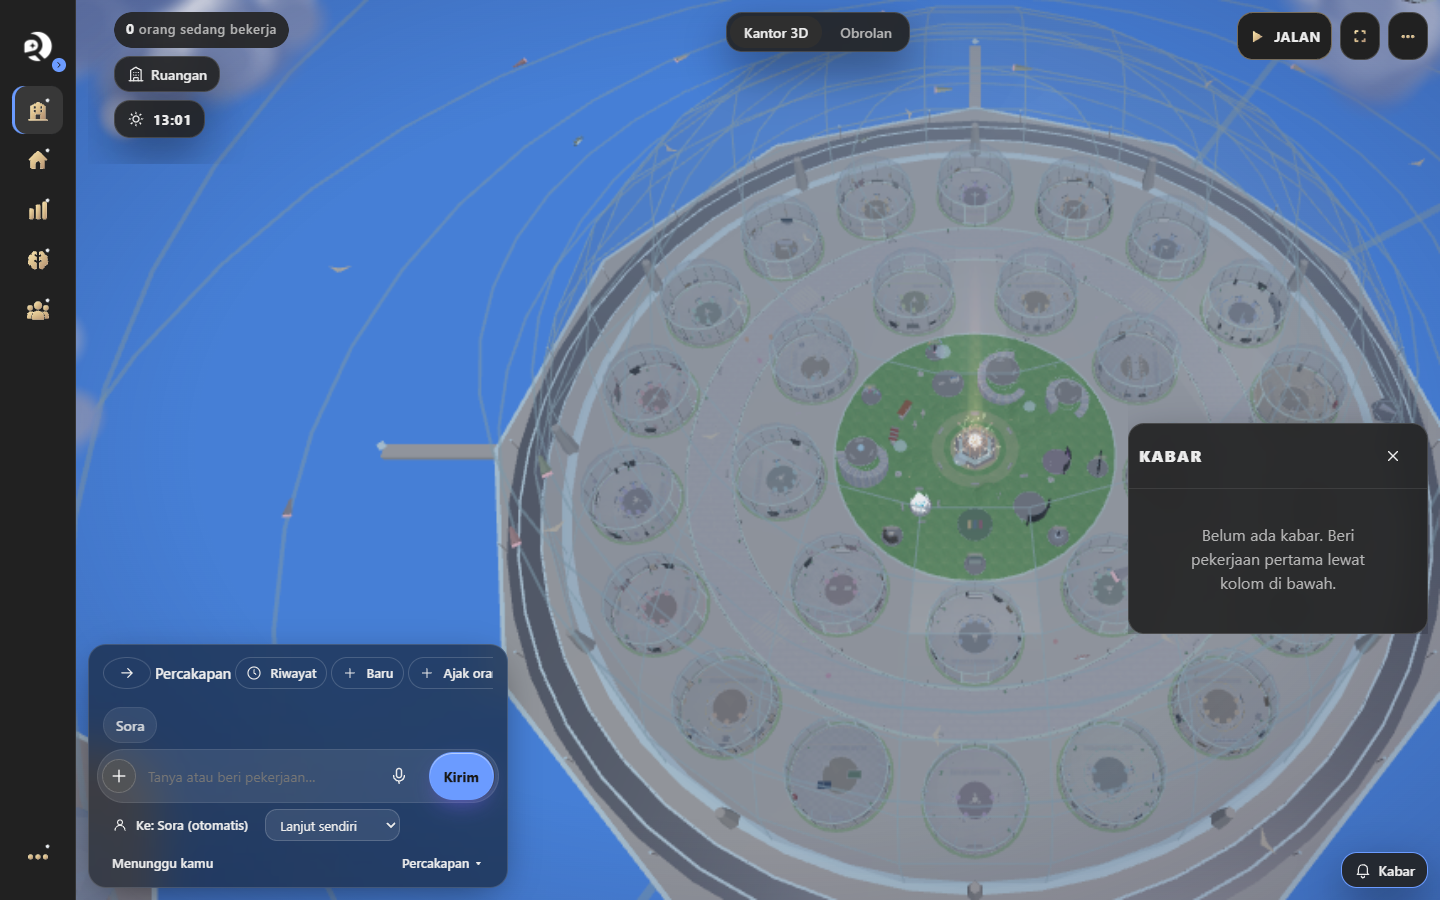 0 orang sedang bekerja
Ruangan
13:01
Kantor 3D
Obrolan
JALAN
KABAR
Belum ada kabar. Beri
pekerjaan pertama lewat
kolom di bawah.
Percakapan
Riwayat
Baru
Ajak ora
Sora
Tanya atau beri pekerjaan...
Kirim
Ke: Sora (otomatis)
Lanjut sendiri
Menunggu kamu
Percakapan
Kabar